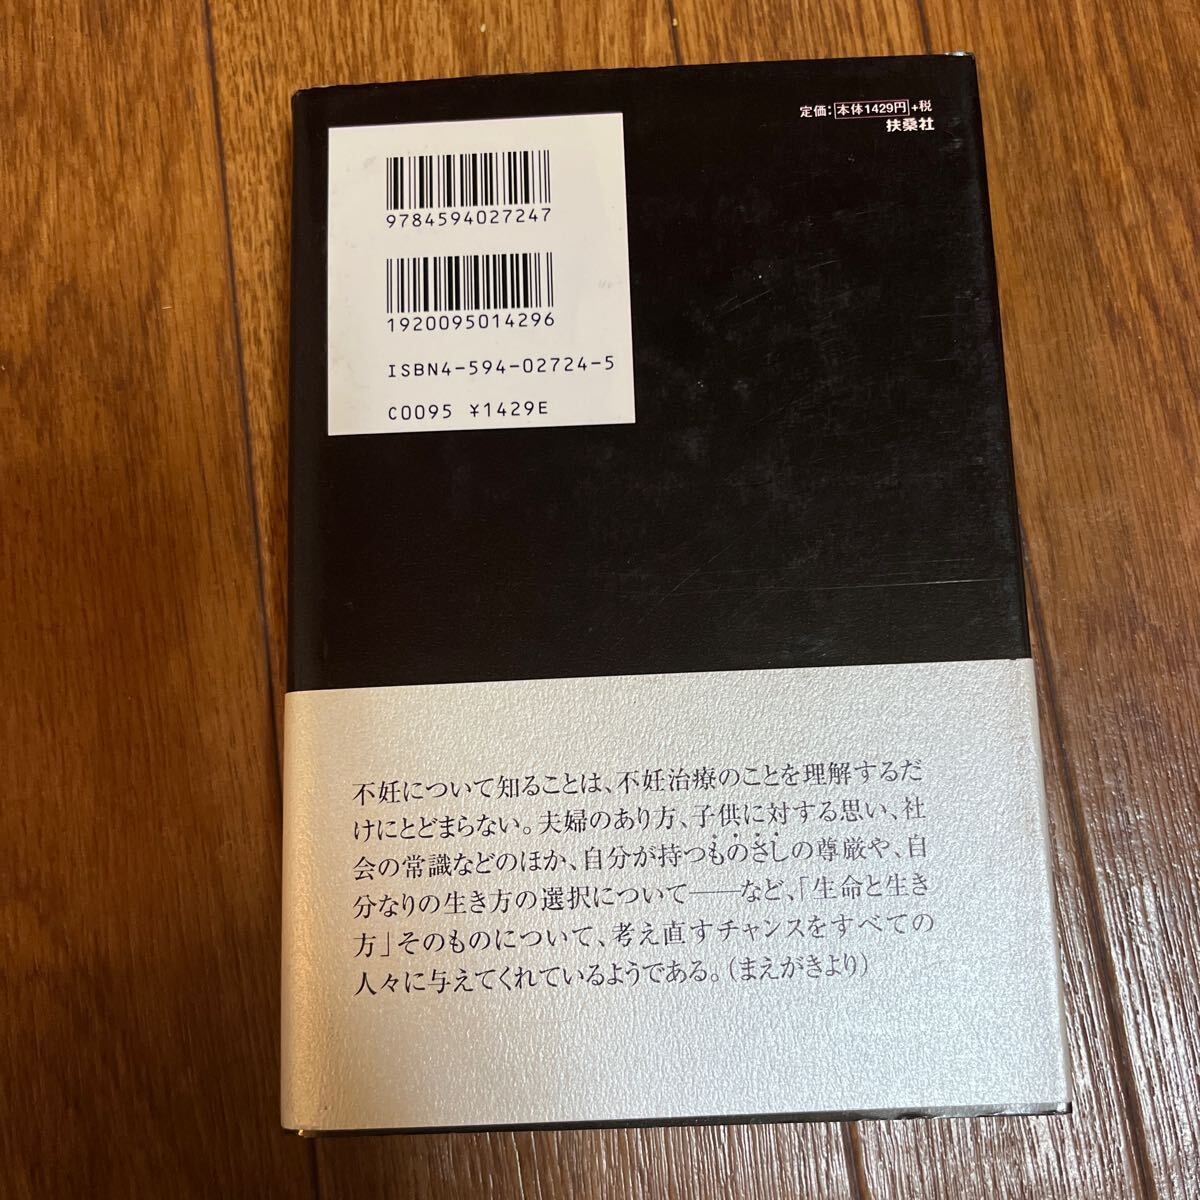 定価：本体1429円+税
扶桑社
9784594027247
1920095014296
ISBN4-594-02724-5
C0095 ¥1429E
不妊について知ることは、不妊治療のことを理解するだ
けにとどまらない。夫婦のあり方、子供に対する思い、社
会の常識などのほか、自分が持つものさしの尊厳や、自
分なりの生き方の選択について――など、「生命と生き
方」そのものについて、考え直すチャンスをすべての
人々に与えてくれているようである。（まえがきより）